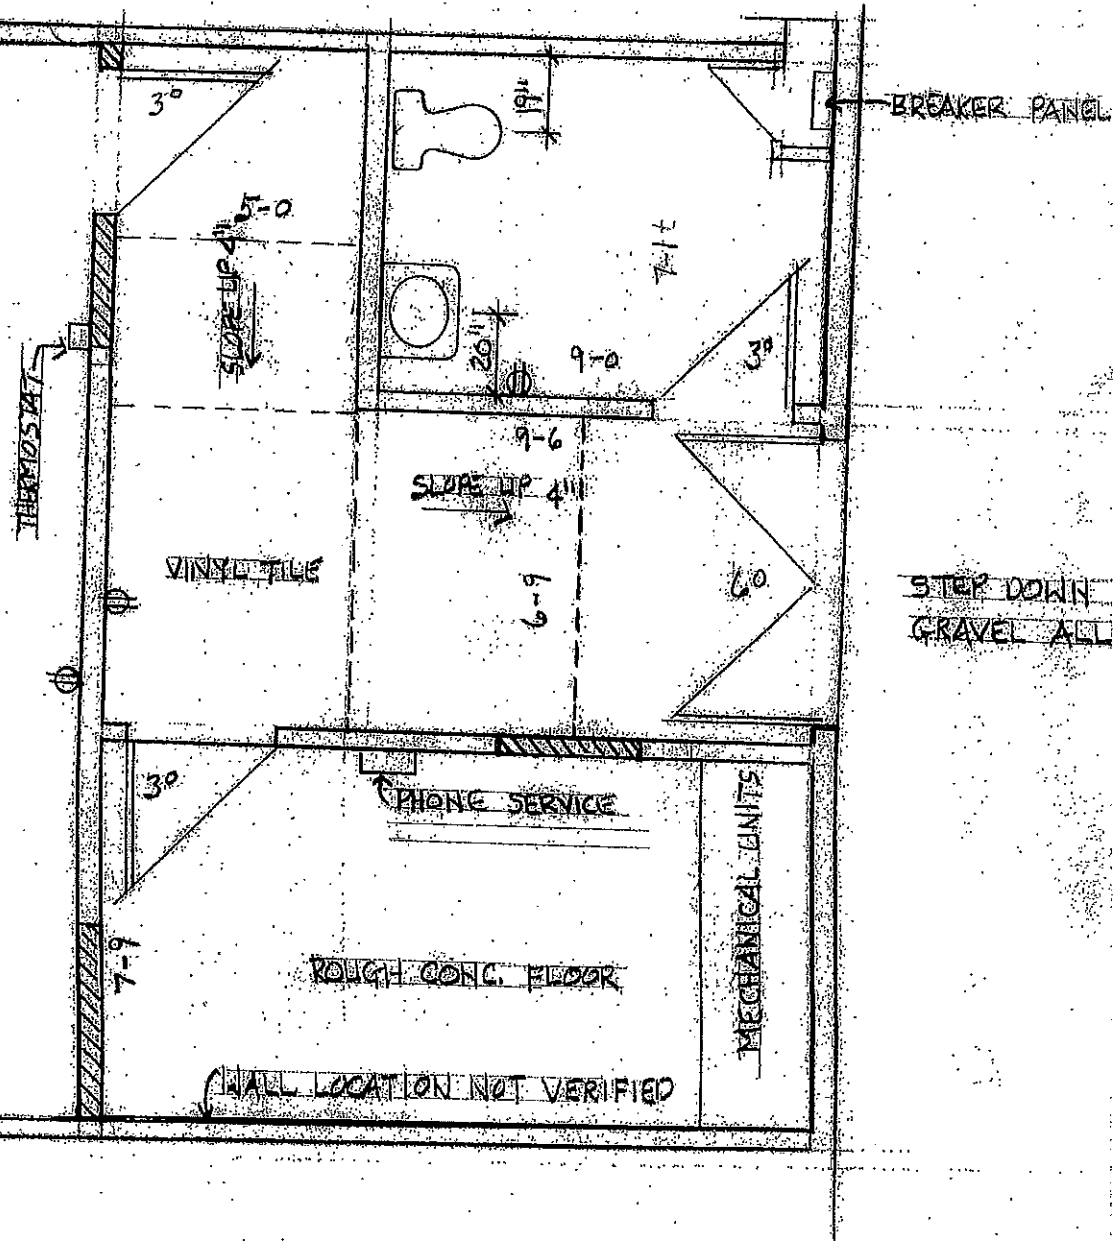 3⁰
19"
BREAKER PANEL
5-0
SLOPE UP 4"
7-1
THERMOSTAT
20"
9-0
3⁰
9-6
SLOPE UP 4"
VINYL TILE
6-9
6⁰
STEP DOWN
GRAVEL ALL
3⁰
PHONE SERVICE
MECHANICAL UNITS
7-9
ROUGH CONC. FLOOR
WALL LOCATION NOT VERIFIED